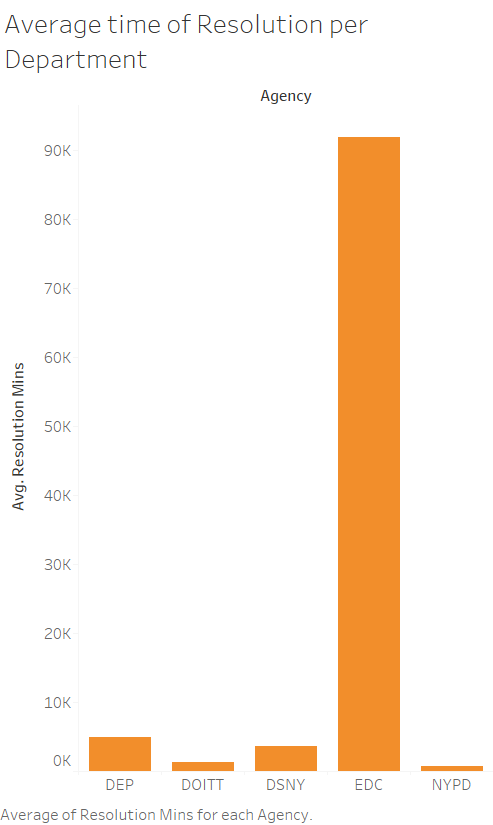 Average time of Resolution per
Department
Agency
Avg. Resolution Mins
90K
80K
70K
60K
50K
40K
30K
20K
10K
0K
DEP DOITT DSNY EDC NYPD
Average of Resolution Mins for each Agency.